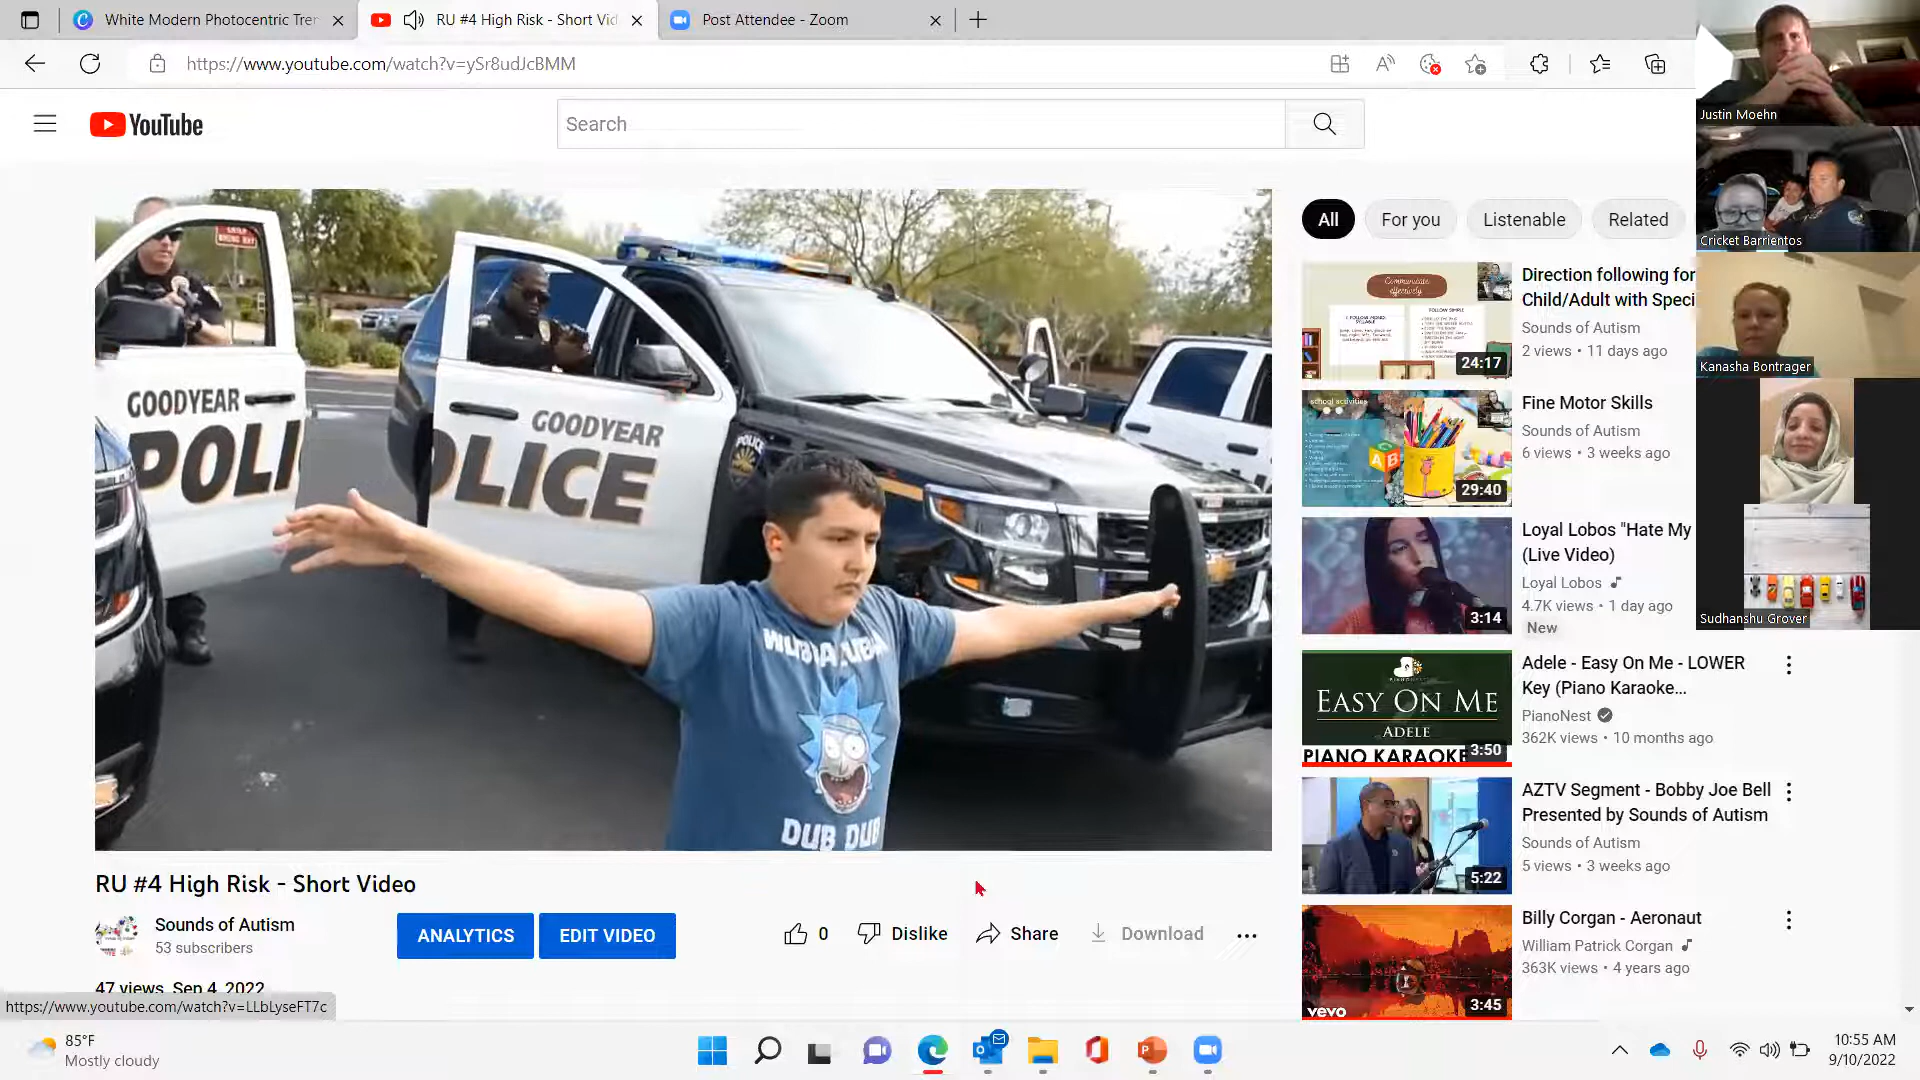 White Modern Photocentric Tre
RU #4 High Risk - Short Vid
Post Attendee - Zoom
https://www.youtube.com/watch?v=ySr8udJcBMM
YouTube
Search
Justin Moehn
Cricket Barrientos
Kanasha Bontrager
Sudhanshu Grover
All
For you
Listenable
Related
GOODYEAR
POLI
GOODYEAR
OLICE
POLICE
WUBBA LUBBA
DUB DUB
Communicate
effectively
24:17
Direction following for
Child/Adult with Speci
Sounds of Autism
2 views • 11 days ago
school activities
29:40
Fine Motor Skills
Sounds of Autism
6 views • 3 weeks ago
3:14
Loyal Lobos "Hate My
(Live Video)
Loyal Lobos
4.7K views • 1 day ago
New
EASY ON ME
ADELE
PIANO KARAOKE
3:50
Adele - Easy On Me - LOWER
Key (Piano Karaoke...
PianoNest
362K views • 10 months ago
5:22
AZTV Segment - Bobby Joe Bell
Presented by Sounds of Autism
Sounds of Autism
5 views • 3 weeks ago
vevo
3:45
Billy Corgan - Aeronaut
William Patrick Corgan
363K views • 4 years ago
RU #4 High Risk - Short Video
Sounds of Autism
53 subscribers
ANALYTICS
EDIT VIDEO
0
Dislike
Share
Download
47 views Sep 4, 2022
https://www.youtube.com/watch?v=LLbLyseFT7c
85°F
Mostly cloudy
10:55 AM
9/10/2022